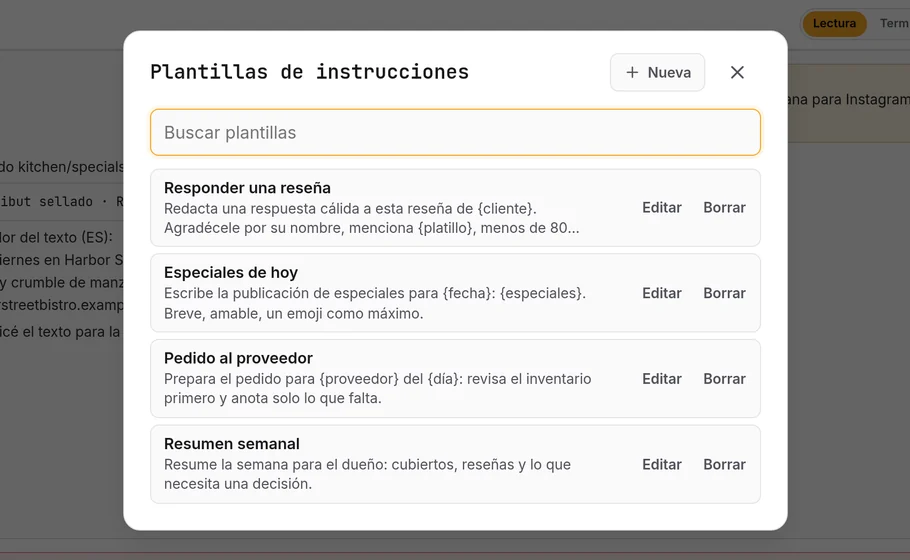 Lectura
Term
Plantillas de instrucciones
+ Nueva
Buscar plantillas
ana para Instagram
do kitchen/specials
ibut sellado · R
lor del texto (ES):
iernes en Harbor S
y crumble de manz
streetbistro.examp
icé el texto para la
Responder una reseña
Redacta una respuesta cálida a esta reseña de {cliente}.
Agradécele por su nombre, menciona {platillo}, menos de 80...
Editar
Borrar
Especiales de hoy
Escribe la publicación de especiales para {fecha}: {especiales}.
Breve, amable, un emoji como máximo.
Editar
Borrar
Pedido al proveedor
Prepara el pedido para {proveedor} del {día}: revisa el inventario
primero y anota solo lo que falta.
Editar
Borrar
Resumen semanal
Resume la semana para el dueño: cubiertos, reseñas y lo que
necesita una decisión.
Editar
Borrar